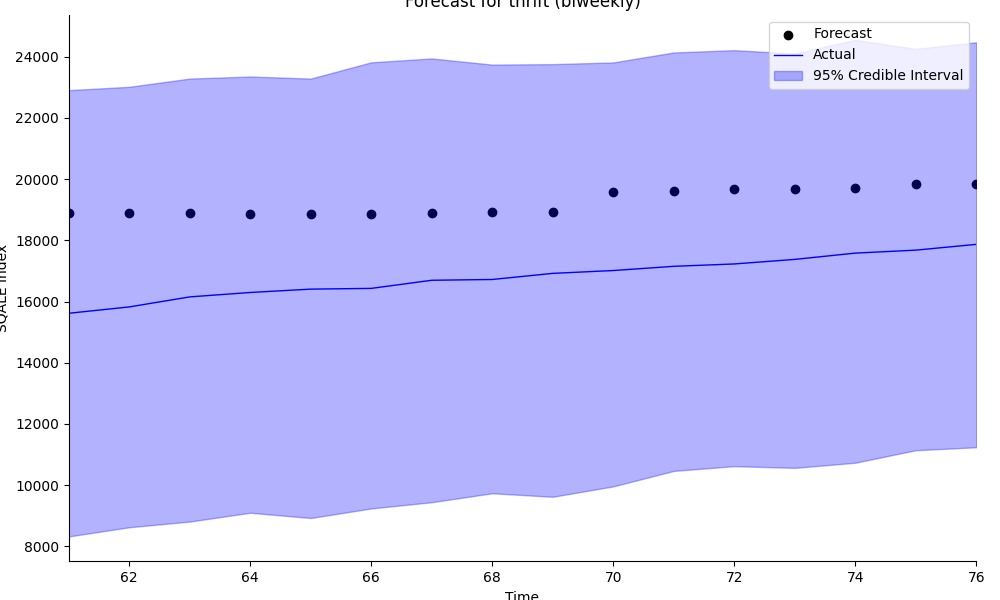 Forecast for thrift (biweekly)
Forecast
Actual
95% Credible Interval
24000
22000
20000
18000
16000
14000
12000
10000
8000
SQALE Index
62
64
66
68
70
72
74
76
Time